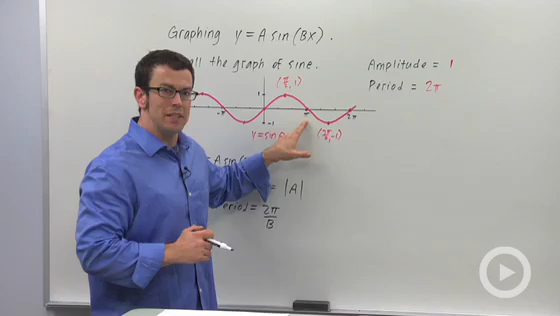 Graphing y = A sin(Bx).
all the graph of sine.
Amplitude = 1
Period = 2π
(π/2, 1)
1
-π π 2π
-1
y = sin
(3π/2, -1)
= |A|
Period = 2π/B